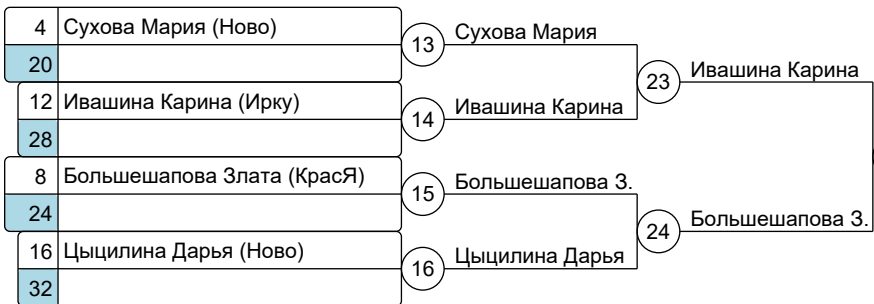 4 Сухова Мария (Ново)
13 Сухова Мария
20
23 Ивашина Карина
12 Ивашина Карина (Ирку)
14 Ивашина Карина
28
8 Большешапова Злата (КрасЯ)
15 Большешапова З.
24
24 Большешапова З.
16 Цыцилина Дарья (Ново)
16 Цыцилина Дарья
32